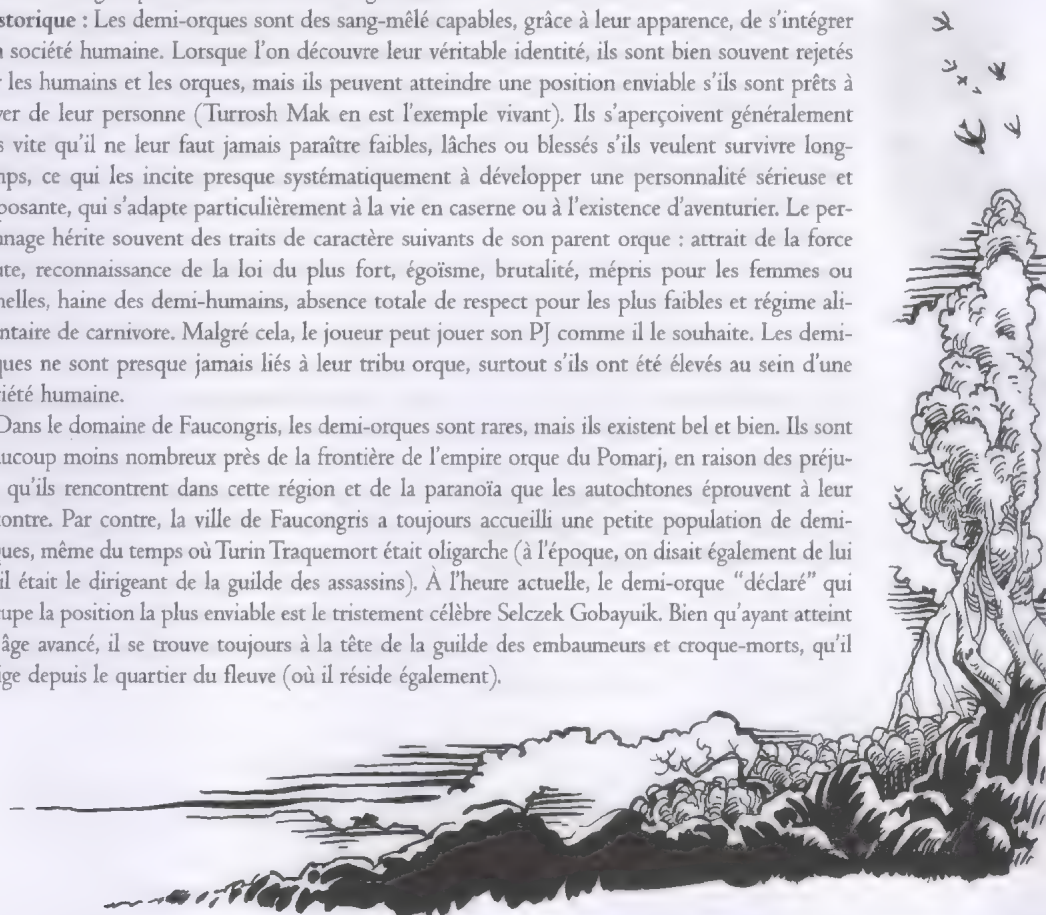 storique : Les demi-orques sont des sang-mêlé capables, grâce à leur apparence, de s'intégrer
société humaine. Lorsque l'on découvre leur véritable identité, ils sont bien souvent rejetés
les humains et les orques, mais ils peuvent atteindre une position enviable s'ils sont prêts à
er de leur personne (Turrosh Mak en est l'exemple vivant). Ils s'aperçoivent généralement
s vite qu'il ne leur faut jamais paraître faibles, lâches ou blessés s'ils veulent survivre long-
mps, ce qui les incite presque systématiquement à développer une personnalité sérieuse et
posante, qui s'adapte particulièrement à la vie en caserne ou à l'existence d'aventurier. Le per-
nnage hérite souvent des traits de caractère suivants de son parent orque : attrait de la force
ute, reconnaissance de la loi du plus fort, égoïsme, brutalité, mépris pour les femmes ou
nelles, haine des demi-humains, absence totale de respect pour les plus faibles et régime ali-
entaire de carnivore. Malgré cela, le joueur peut jouer son PJ comme il le souhaite. Les demi-
ques ne sont presque jamais liés à leur tribu orque, surtout s'ils ont été élevés au sein d'une
iété humaine.
Dans le domaine de Faucongris, les demi-orques sont rares, mais ils existent bel et bien. Ils sont
aucoup moins nombreux près de la frontière de l'empire orque du Pomarj, en raison des préju-
qu'ils rencontrent dans cette région et de la paranoïa que les autochtones éprouvent à leur
contre. Par contre, la ville de Faucongris a toujours accueilli une petite population de demi-
ques, même du temps où Turin Traquemort était oligarche (à l'époque, on disait également de lui
'il était le dirigeant de la guilde des assassins). À l'heure actuelle, le demi-orque "déclaré" qui
upe la position la plus enviable est le tristement célèbre Selczek Gobayuik. Bien qu'ayant atteint
âge avancé, il se trouve toujours à la tête de la guilde des embaumeurs et croque-morts, qu'il
ige depuis le quartier du fleuve (où il réside également).